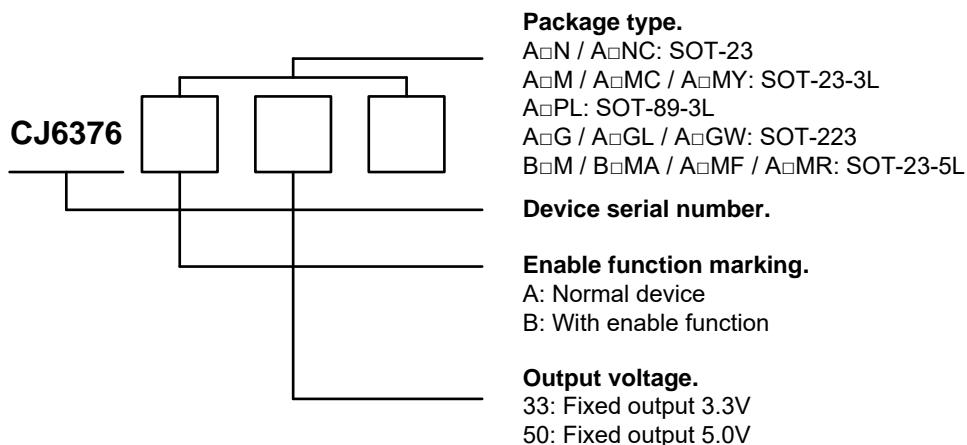 Package type.
A□N / A□NC: SOT-23
A□M / A□MC / A□MY: SOT-23-3L
A□PL: SOT-89-3L
A□G / A□GL / A□GW: SOT-223
B□M / B□MA / A□MF / A□MR: SOT-23-5L
CJ6376
Device serial number.
Enable function marking.
A: Normal device
B: With enable function
Output voltage.
33: Fixed output 3.3V
50: Fixed output 5.0V